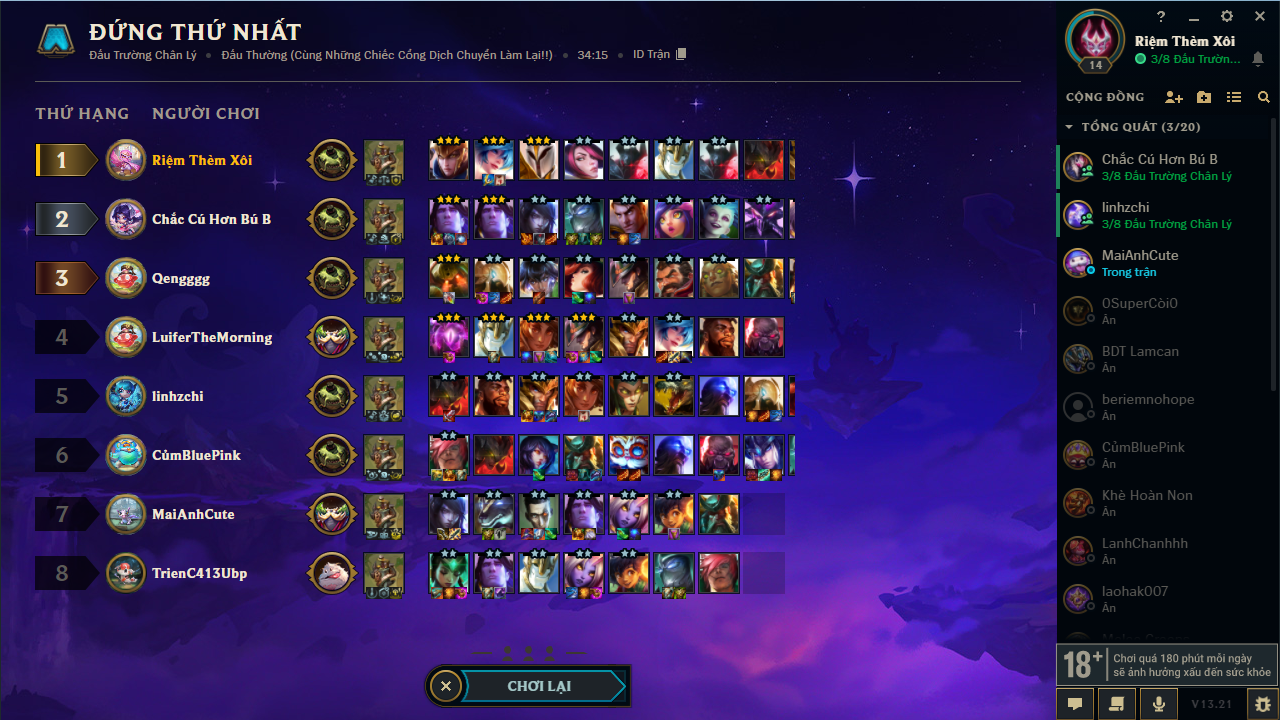 ĐỨNG THỨ NHẤT
Đấu Trường Chân Lý • Đấu Thường (Cùng Những Chiếc Cổng Dịch Chuyển Làm Lại!!) • 34:15 • ID Trận
THỨ HẠNG NGƯỜI CHƠI
1 Riệm Thèm Xôi
2 Chắc Cú Hơn Bú B
3 Qengggg
4 LuiferTheMorning
5 linhzchi
6 CủmBluePink
7 MaiAnhCute
8 TrienC413Ubp
CHƠI LẠI
?
Riệm Thèm Xôi
3/8 Đấu Trườn...
14
CỘNG ĐỒNG
TỔNG QUÁT (3/20)
Chắc Cú Hơn Bú B
3/8 Đấu Trường Chân Lý
linhzchi
3/8 Đấu Trường Chân Lý
MaiAnhCute
Trong trận
0SuperCòi0
Ẩn
BDT Lamcan
Ẩn
beriemnohope
Ẩn
CủmBluePink
Ẩn
Khè Hoàn Non
Ẩn
LanhChanhhh
Ẩn
laohak007
Ẩn
18+
Chơi quá 180 phút mỗi ngày
sẽ ảnh hưởng xấu đến sức khỏe
V13.21